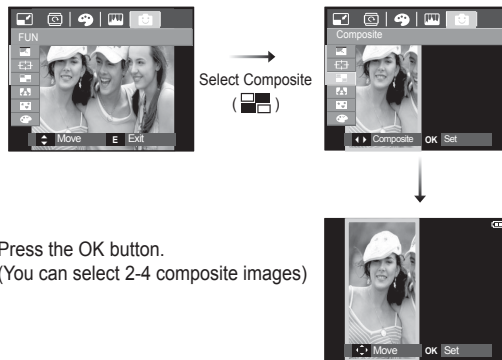 FUN
Move E Exit
Select Composite
( )
Composite
Composite OK Set
Press the OK button.
(You can select 2-4 composite images)
Move OK Set